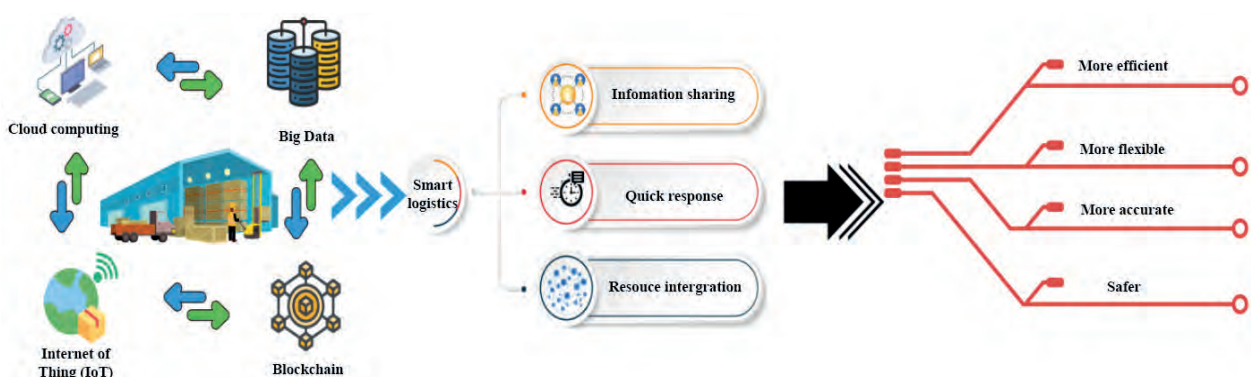 Cloud computing
Big Data
Internet of
Thing (IoT)
Blockchain
Smart
logistics
Infomation sharing
Quick response
Resouce intergration
More efficient
More flexible
More accurate
Safer